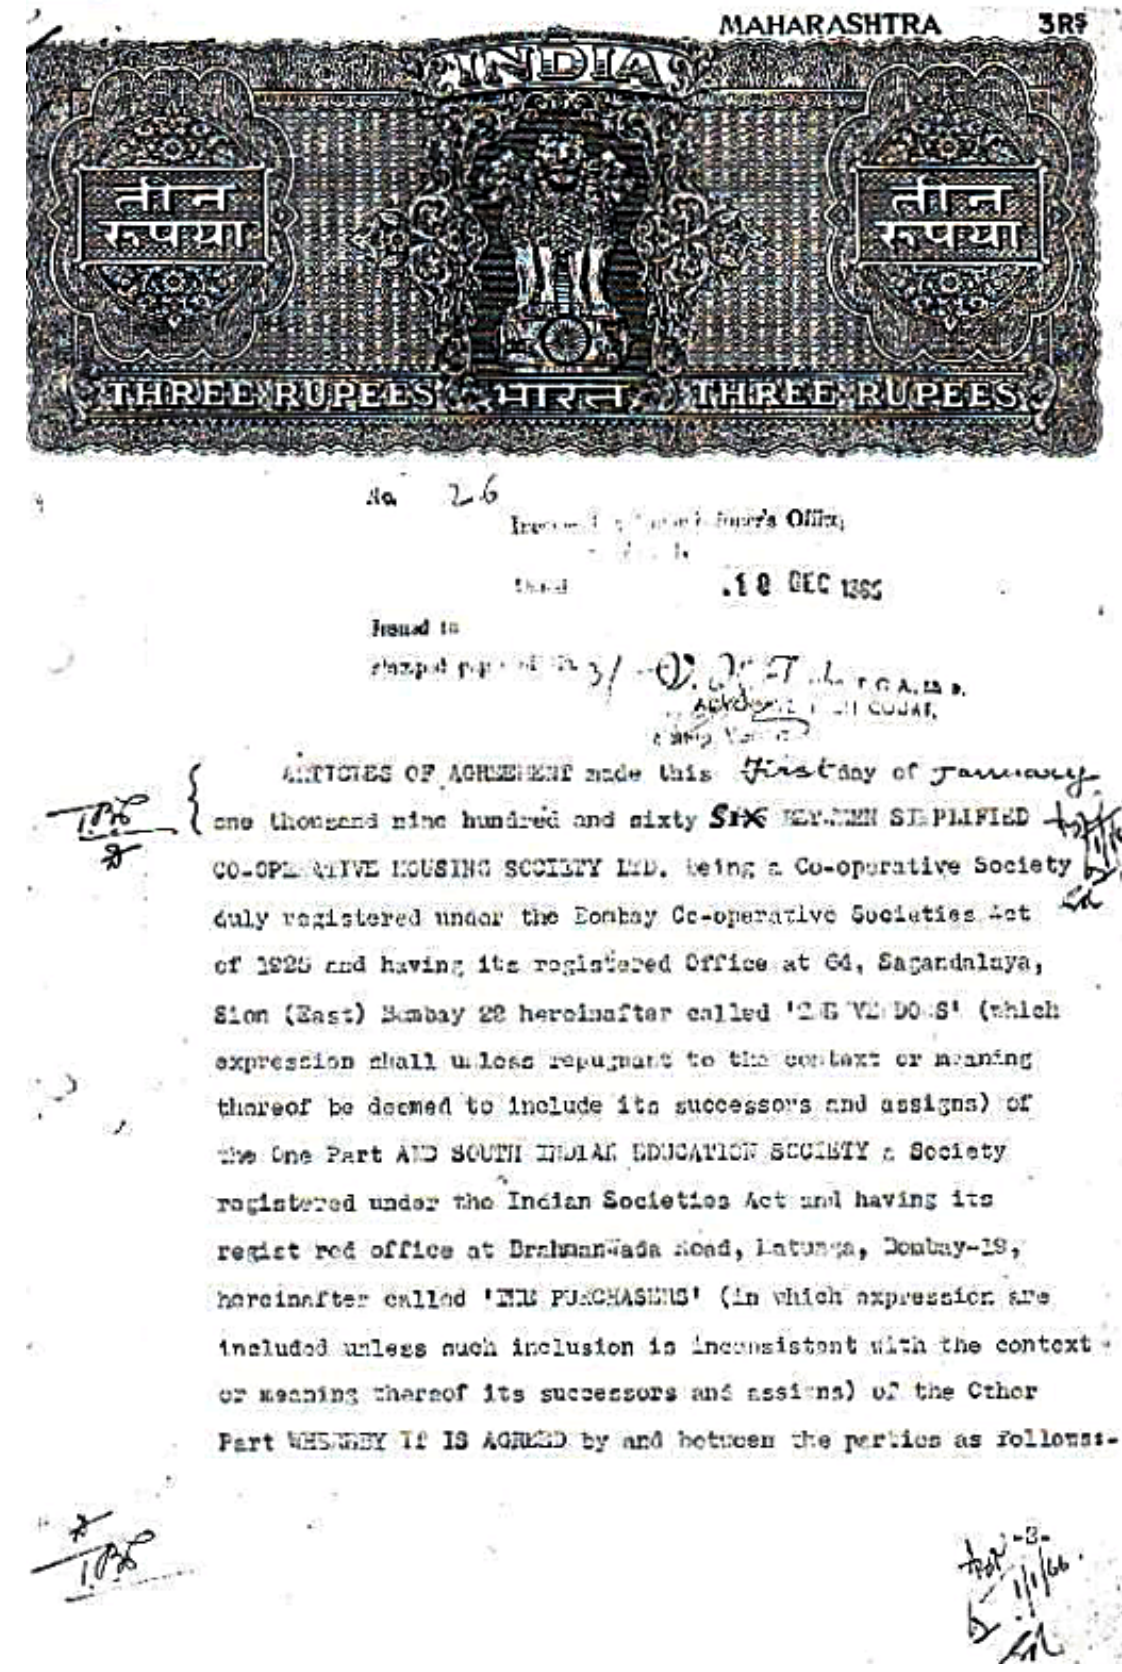 MAHARASHTRA 3RS
INDIA
तीन रूपया
तीन रूपया
THREE RUPEES भारत THREE RUPEES
No. 26
Office,
18 DEC
Issued to
stamped
ARTICLES OF AGREEMENT made this First day of January
one thousand nine hundred and sixty SIX BETWEEN SIMPLIFIED
CO-OPERATIVE HOUSING SOCIETY LTD. being a Co-operative Society
duly registered under the Bombay Co-operative Societies Act
of 1925 and having its registered Office at 6d, Sagandalaya,
Sion (East) Bombay 22 hereinafter called 'THE VENDORS' (which
expression shall unless repugnant to the context or meaning
thereof be deemed to include its successors and assigns) of
the One Part AND SOUTH INDIAN EDUCATION SOCIETY a Society
registered under the Indian Societies Act and having its
registered office at BrahmanWada Road, Matunga, Bombay-19,
hereinafter called 'THE PURCHASERS' (in which expression are
included unless such inclusion is inconsistent with the context
or meaning thereof its successors and assigns) of the Other
Part WHEREBY IT IS AGREED by and between the parties as follows:-
1/1/66.